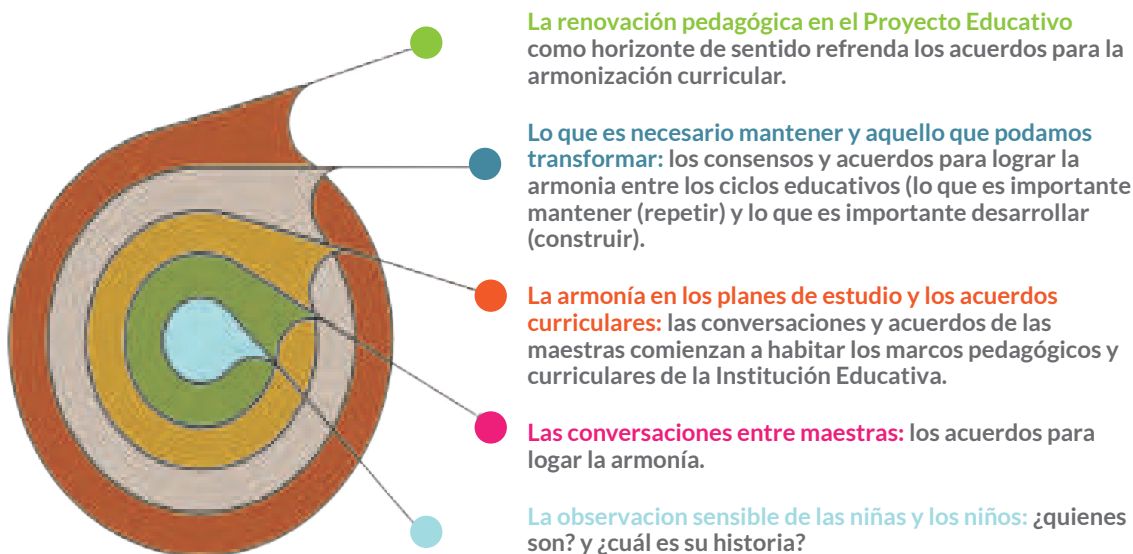 La renovación pedagógica en el Proyecto Educativo
como horizonte de sentido refrenda los acuerdos para la
armonización curricular.
Lo que es necesario mantener y aquello que podamos
transformar: los consensos y acuerdos para lograr la
armonia entre los ciclos educativos (lo que es importante
mantener (repetir) y lo que es importante desarrollar
(construir).
La armonía en los planes de estudio y los acuerdos
curriculares: las conversaciones y acuerdos de las
maestras comienzan a habitar los marcos pedagógicos y
curriculares de la Institución Educativa.
Las conversaciones entre maestras: los acuerdos para
logar la armonía.
La observacion sensible de las niñas y los niños: ¿quienes
son? y ¿cuál es su historia?